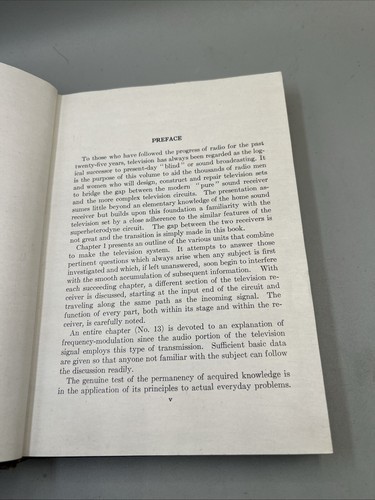 PREFACE
To those who have followed the progress of radio for the past
twenty-five years, television has always been regarded as the log-
ical successor to present-day "blind" or sound broadcasting. It
is the purpose of this volume to aid the thousands of radio men
and women who will design, construct and repair television sets
to bridge the gap between the modern "pure" sound receiver
and the more complex television circuits. The presentation as-
sumes little beyond an elementary knowledge of the home sound
receiver but builds upon this foundation a familiarity with the
television set by a close adherence to the similar features of the
superheterodyne circuit. The gap between the two receivers is
not great and the transition is simply made in this book.
Chapter 1 presents an outline of the various units that combine
to make the television system. It attempts to answer those
pertinent questions which always arise when any subject is first
investigated and which, if left unanswered, soon begin to interfere
with the smooth accumulation of subsequent information. With
each succeeding chapter, a different section of the television re-
ceiver is discussed, starting at the input end of the circuit and
traveling along the same path as the incoming signal. The
function of every part, both within its stage and within the re-
ceiver, is carefully noted.
An entire chapter (No. 13) is devoted to an explanation of
frequency-modulation since the audio portion of the television
signal employs this type of transmission. Sufficient basic data
are given so that anyone not familiar with the subject can follow
the discussion readily.
The genuine test of the permanency of acquired knowledge is
in the application of its principles to actual everyday problems.
v